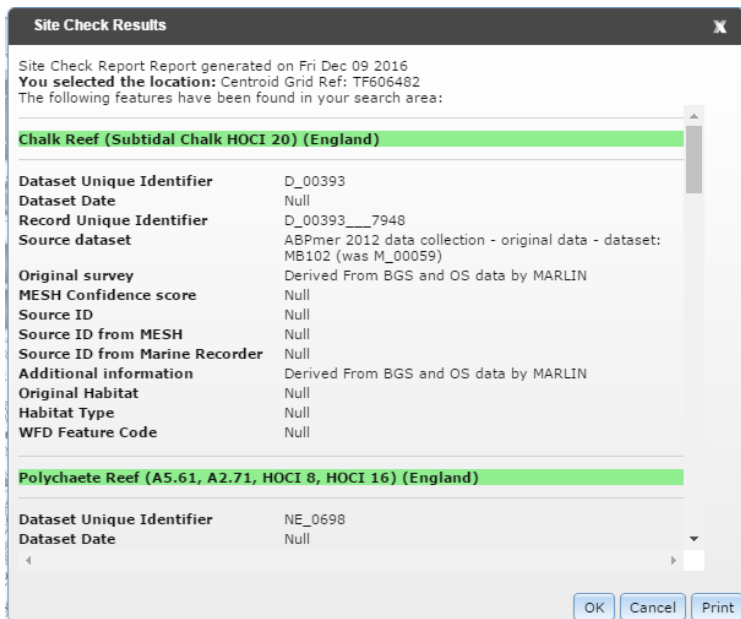 Site Check Results X
Site Check Report Report generated on Fri Dec 09 2016
You selected the location: Centroid Grid Ref: TF606482
The following features have been found in your search area:
Chalk Reef (Subtidal Chalk HOCI 20) (England)
Dataset Unique Identifier D_00393
Dataset Date Null
Record Unique Identifier D_00393___7948
Source dataset ABPmer 2012 data collection - original data - dataset:
MB102 (was M_00059)
Original survey Derived From BGS and OS data by MARLIN
MESH Confidence score Null
Source ID Null
Source ID from MESH Null
Source ID from Marine Recorder Null
Additional information Derived From BGS and OS data by MARLIN
Original Habitat Null
Habitat Type Null
WFD Feature Code Null
Polychaete Reef (A5.61, A2.71, HOCI 8, HOCI 16) (England)
Dataset Unique Identifier NE_0698
Dataset Date Null
OK Cancel Print